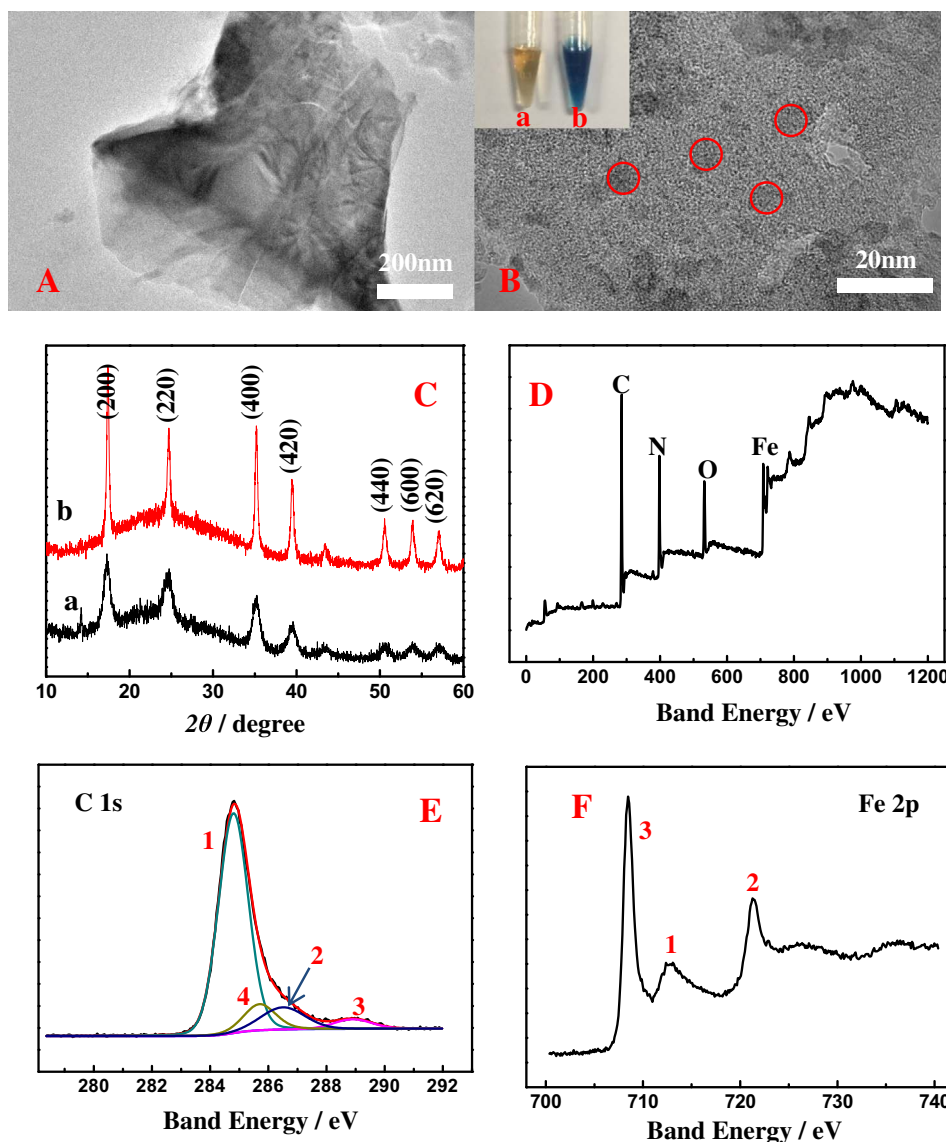 a b
A 200nm
B 20nm
C
(200) (220) (400) (420) (440) (600) (620)
b
a
10 20 30 40 50 60
2θ / degree
D
C N O Fe
0 200 400 600 800 1000 1200
Band Energy / eV
C 1s E
1 2 4 3
280 282 284 286 288 290 292
Band Energy / eV
F Fe 2p
3 1 2
700 710 720 730 740
Band Energy / eV